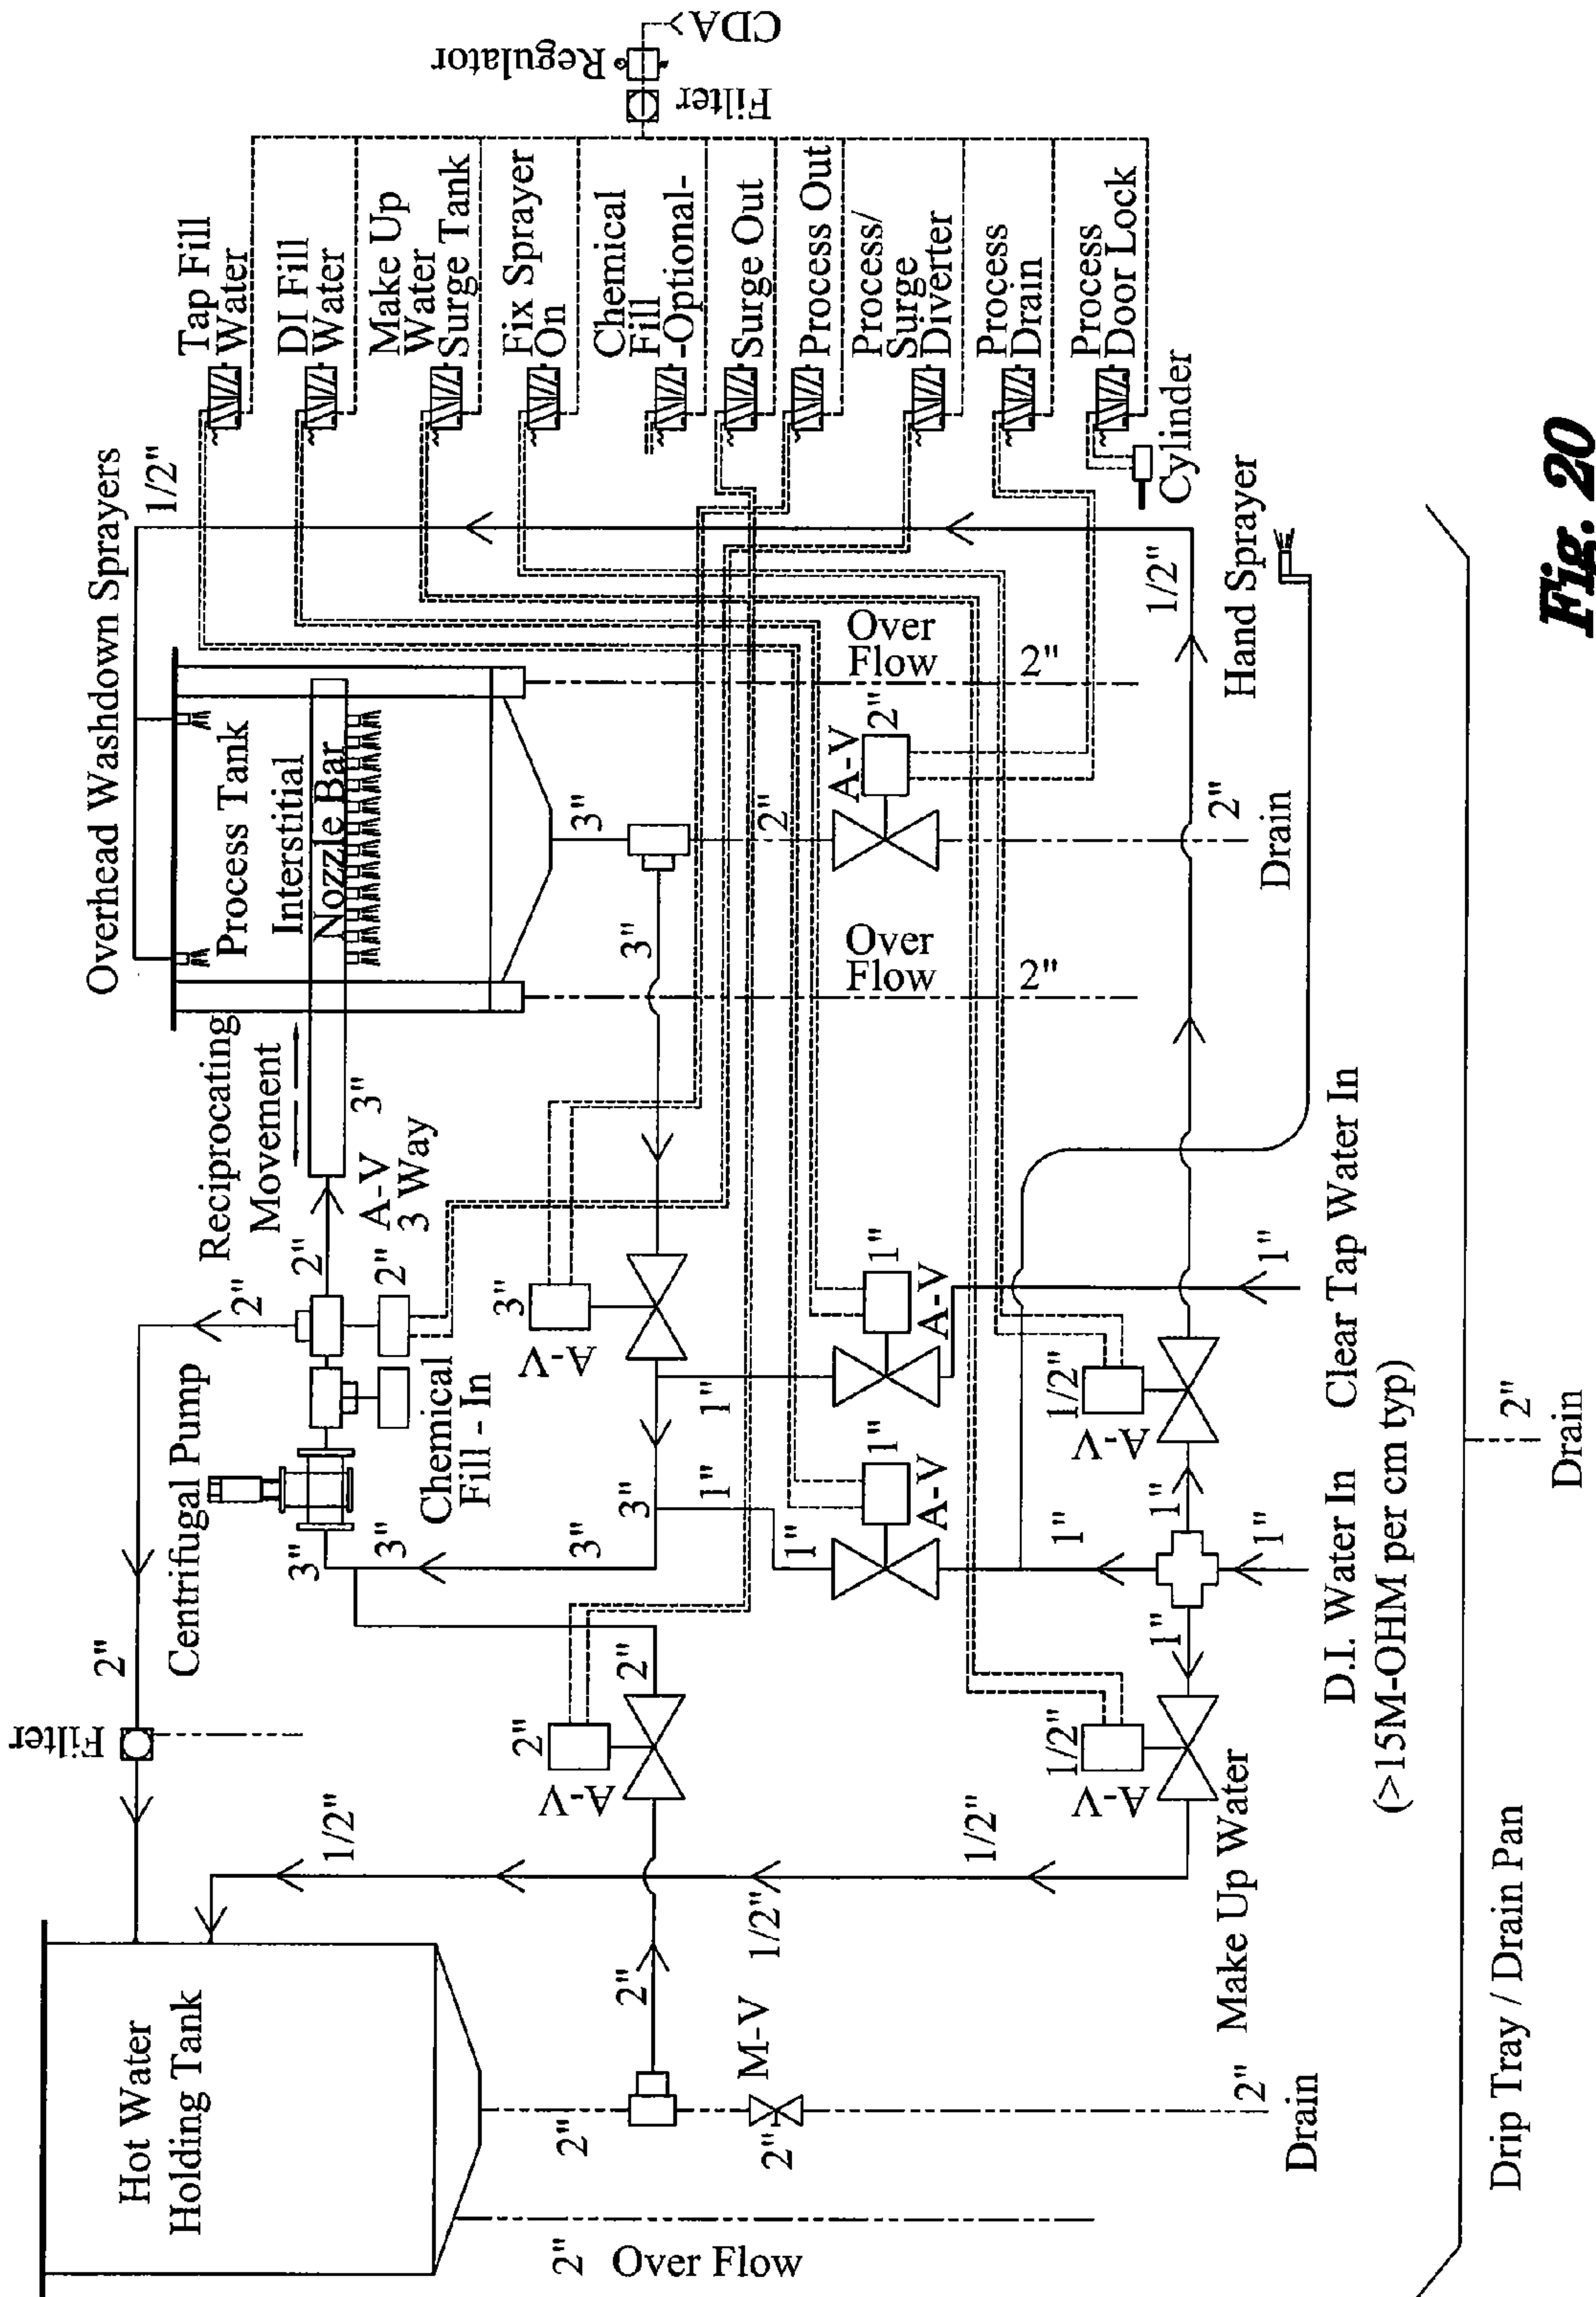 Overhead Washdown Sprayers
1/2"
Process Tank
Interstitial
Nozzle Bar
Reciprocating
Movement
3"
A-V
3 Way
2"
2"
2"
Centrifugal Pump
Chemical
Fill - In
3"
3"
2"
Filter
Hot Water
Holding Tank
1/2"
2"
Over Flow
2"
2"
M-V
2"
Drain
2"
1/2"
1/2"
Make Up Water
A-V
1/2"
A-V
2"
2"
3"
3"
1"
1"
1"
A-V
1"
1"
A-V
A-V
3"
3"
3"
2"
A-V
2"
Over
Flow
2"
Over
Flow
2"
2"
Drain
1/2"
Hand Sprayer
1"
1"
1"
1"
A-V
1/2"
1"
D.I. Water In
(>15M-OHM per cm typ)
Clear Tap Water In
Tap Fill
Water
DI Fill
Water
Make Up
Water
Surge Tank
Fix Sprayer
On
Chemical
Fill
-Optional-
Surge Out
Process Out
Process/
Surge
Diverter
Process
Drain
Process
Door Lock
Cylinder
Filter
Regulator
CDA
Drip Tray / Drain Pan
2"
Drain
Fig. 20